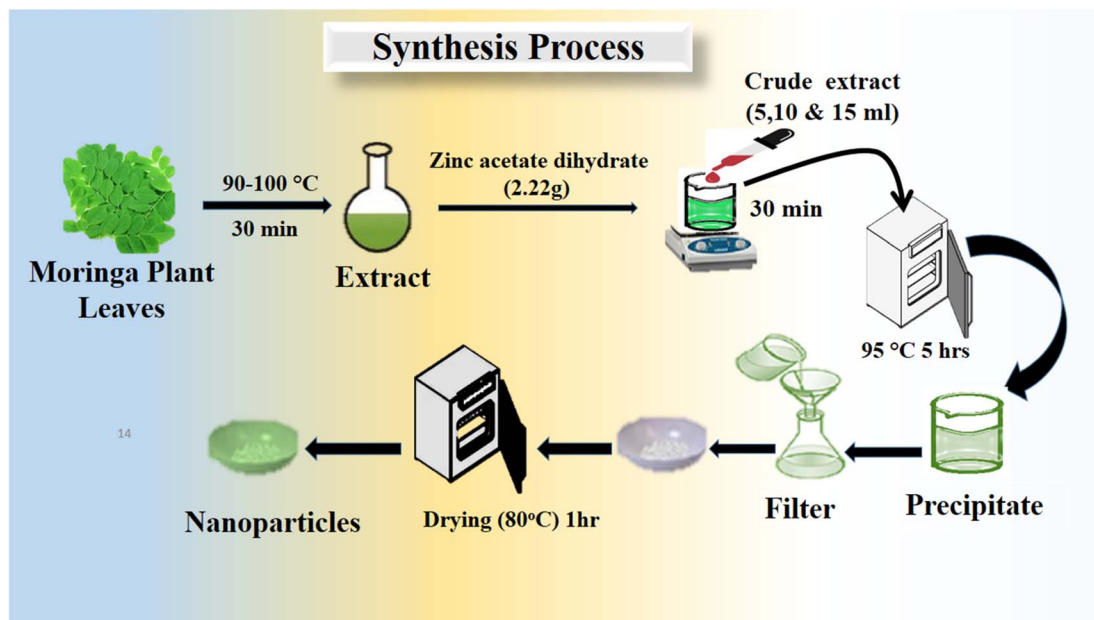 Synthesis Process
Crude extract
(5,10 & 15 ml)
90-100 °C
30 min
Zinc acetate dihydrate
(2.22g)
30 min
Moringa Plant
Leaves
Extract
95 °C 5 hrs
14
Nanoparticles
Drying (80°C) 1hr
Filter
Precipitate